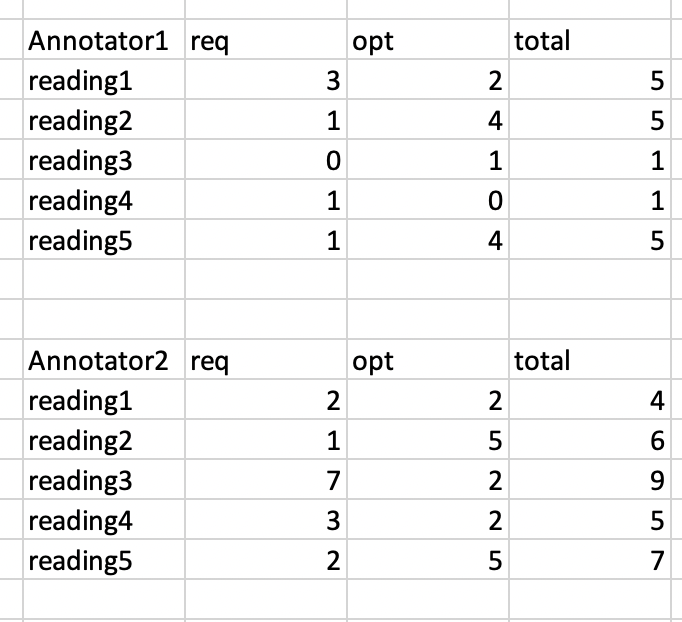 Annotator1 req opt total
reading1 3 2 5
reading2 1 4 5
reading3 0 1 1
reading4 1 0 1
reading5 1 4 5
Annotator2 req opt total
reading1 2 2 4
reading2 1 5 6
reading3 7 2 9
reading4 3 2 5
reading5 2 5 7